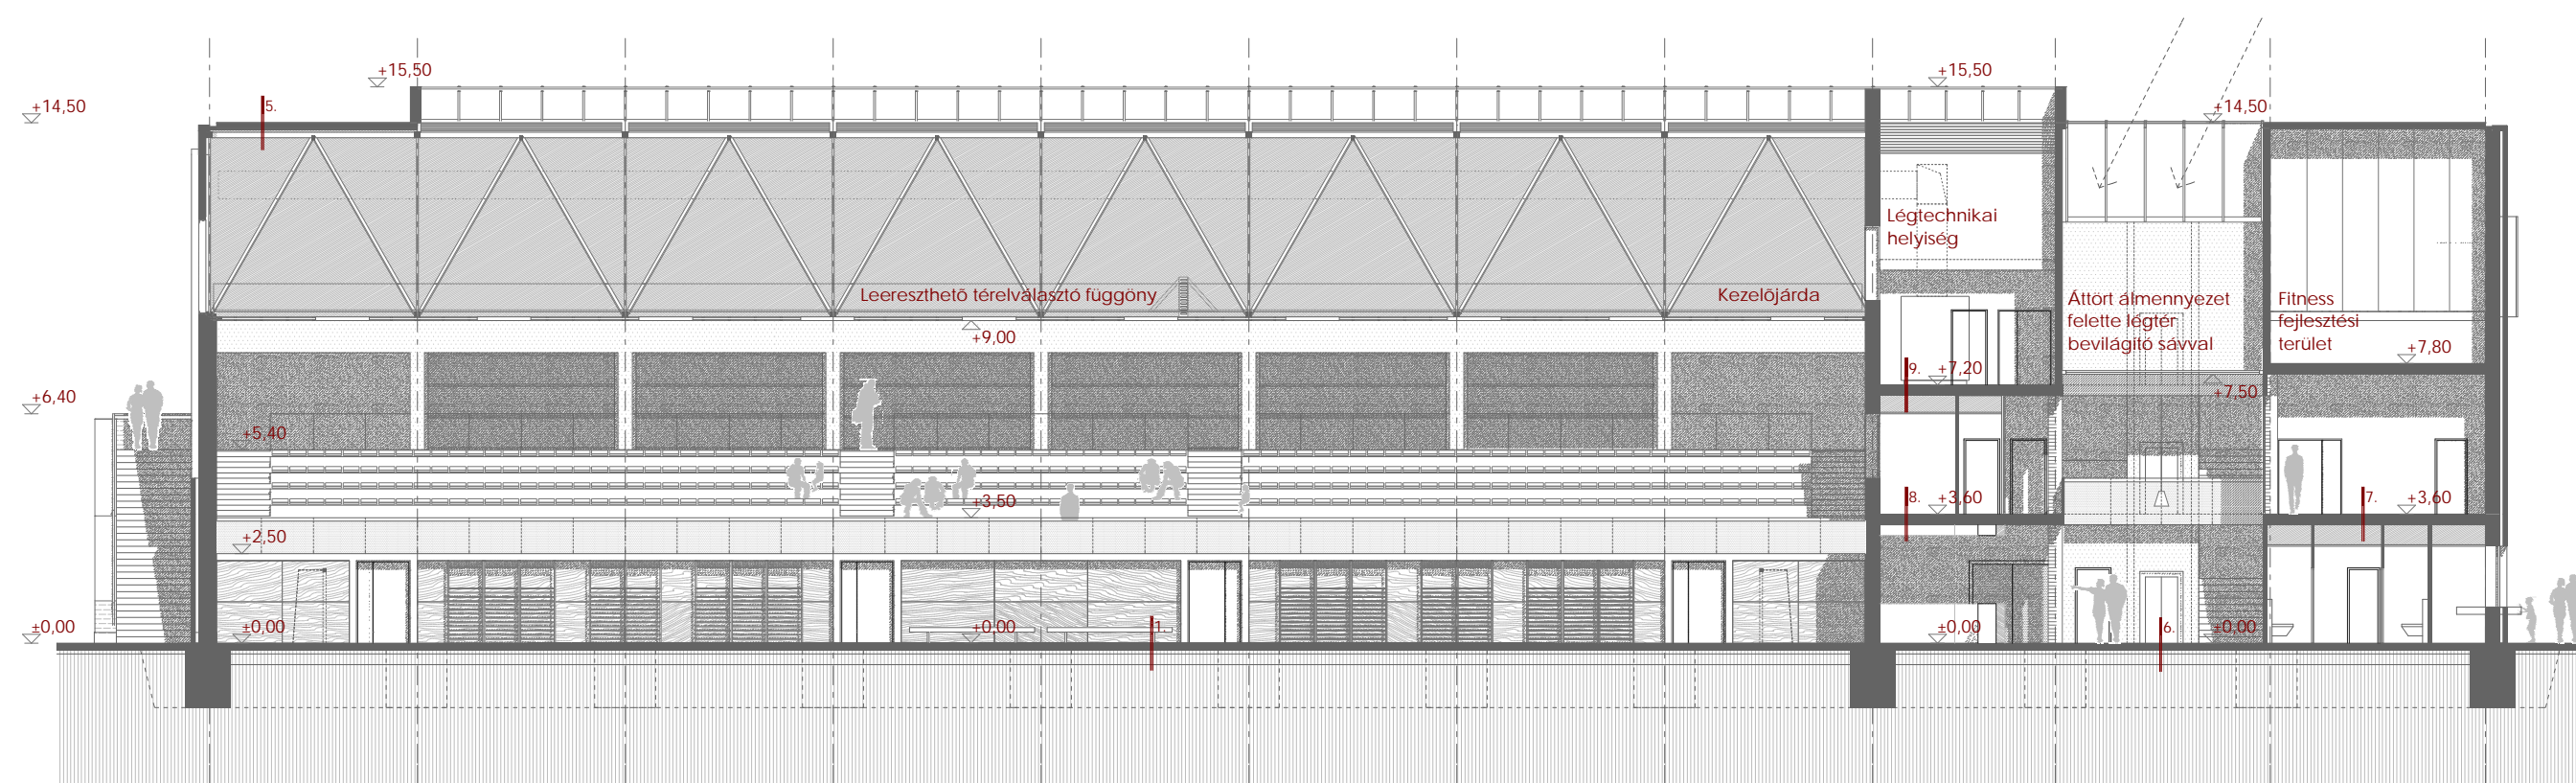 +15,50
+15,50
+14,50
5.
+14,50
Légtechnikai
helyiség
Leereszthető térelválasztó függöny
Kezelőjárda
Áttört álmennyezet
felette légtér
bevilágító sávval
Fitness
fejlesztési
terület
+9,00
+7,80
9.
+7,20
+7,50
+6,40
+5,40
+3,50
8.
+3,60
7.
+3,60
+2,50
±0,00
±0,00
±0,00
1.
±0,00
6.
±0,00